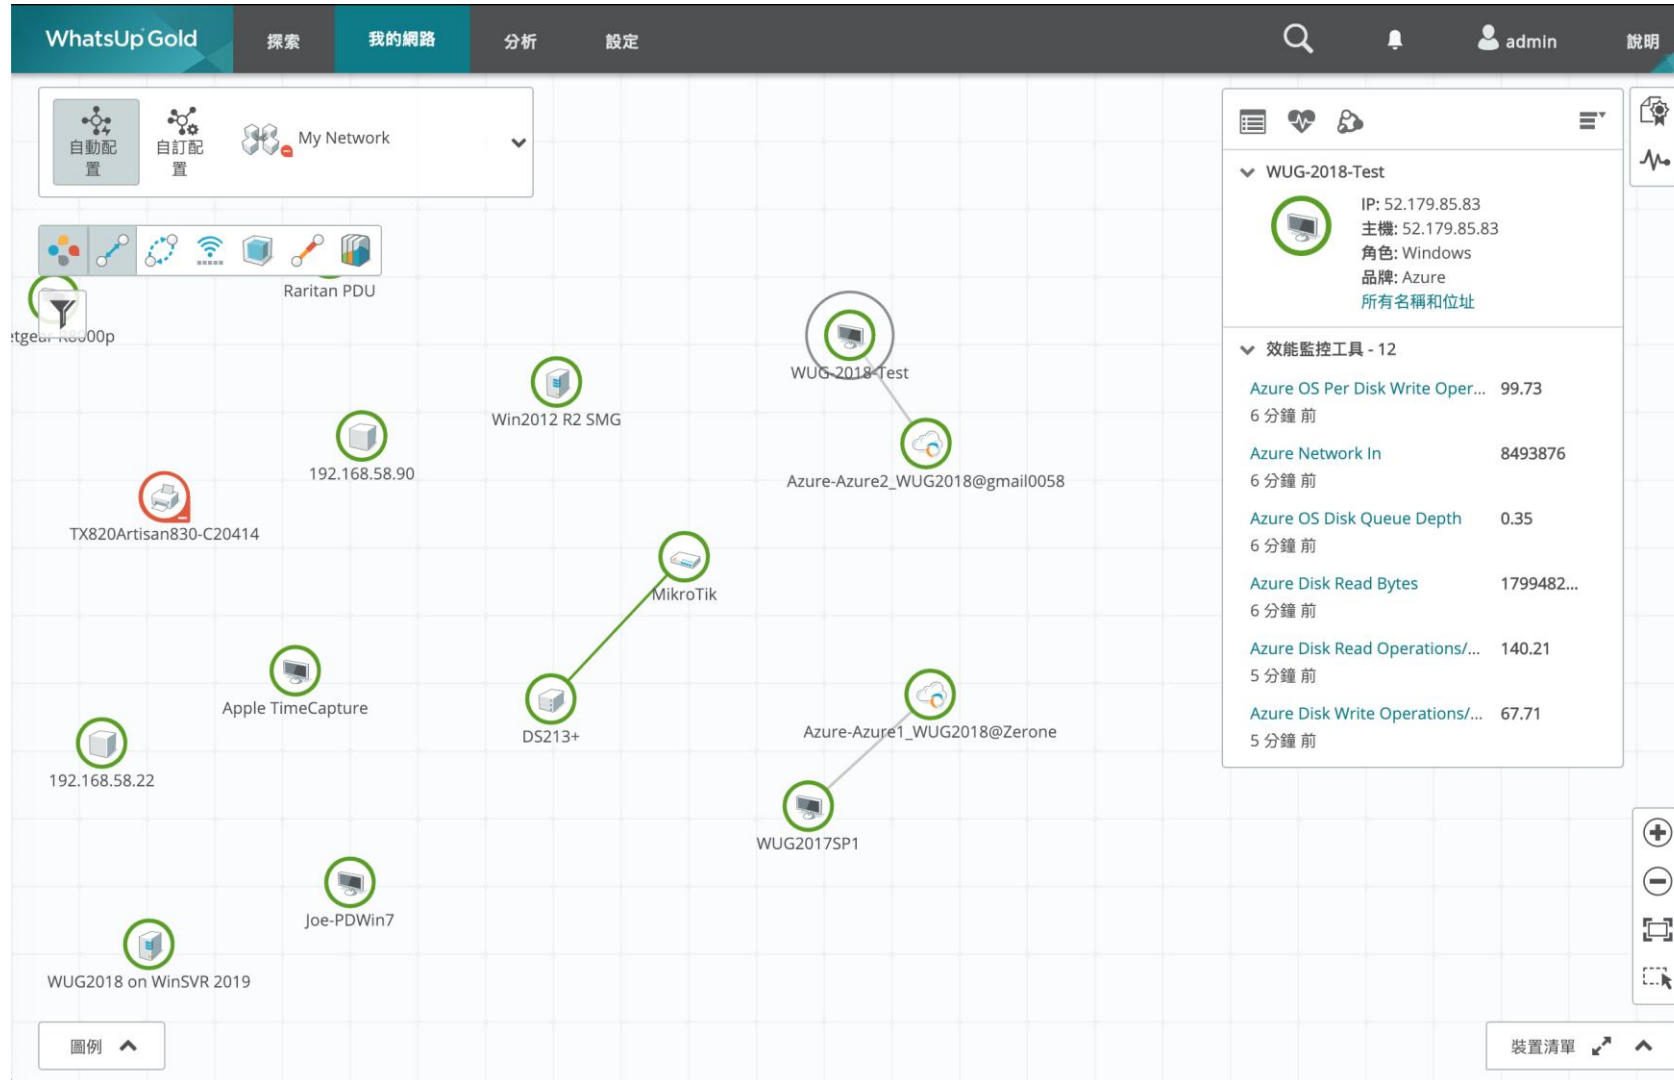 WhatsUp Gold
探索
我的網路
分析
設定
admin
說明
自動配
置
自訂配
置
My Network
Raritan PDU
etgear R8000p
WUG-2018-Test
Win2012 R2 SMG
192.168.58.90
Azure-Azure2_WUG2018@gmail0058
TX820Artisan830-C20414
MikroTik
Apple TimeCapture
DS213+
Azure-Azure1_WUG2018@Zerone
192.168.58.22
WUG2017SP1
Joe-PDWin7
WUG2018 on WinSVR 2019
圖例
WUG-2018-Test
IP: 52.179.85.83
主機: 52.179.85.83
角色: Windows
品牌: Azure
所有名稱和位址
效能監控工具 - 12
Azure OS Per Disk Write Oper... 99.73
6 分鐘 前
Azure Network In 8493876
6 分鐘 前
Azure OS Disk Queue Depth 0.35
6 分鐘 前
Azure Disk Read Bytes 1799482...
6 分鐘 前
Azure Disk Read Operations/... 140.21
5 分鐘 前
Azure Disk Write Operations/... 67.71
5 分鐘 前
裝置清單